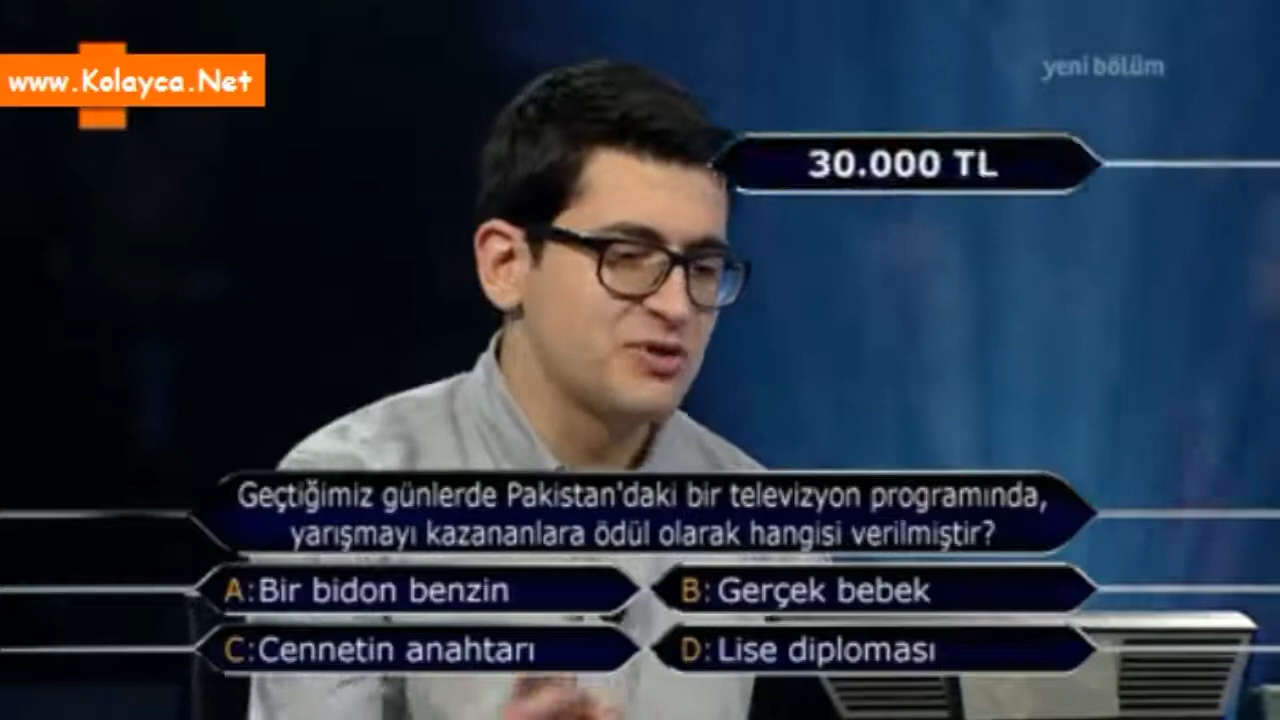 www.Kolayca.Net
yeni bölüm
30.000 TL
Geçtiğimiz günlerde Pakistan'daki bir televizyon programında,
yarışmayı kazananlara ödül olarak hangisi verilmiştir?
A: Bir bidon benzin
B: Gerçek bebek
C: Cennetin anahtarı
D: Lise diploması